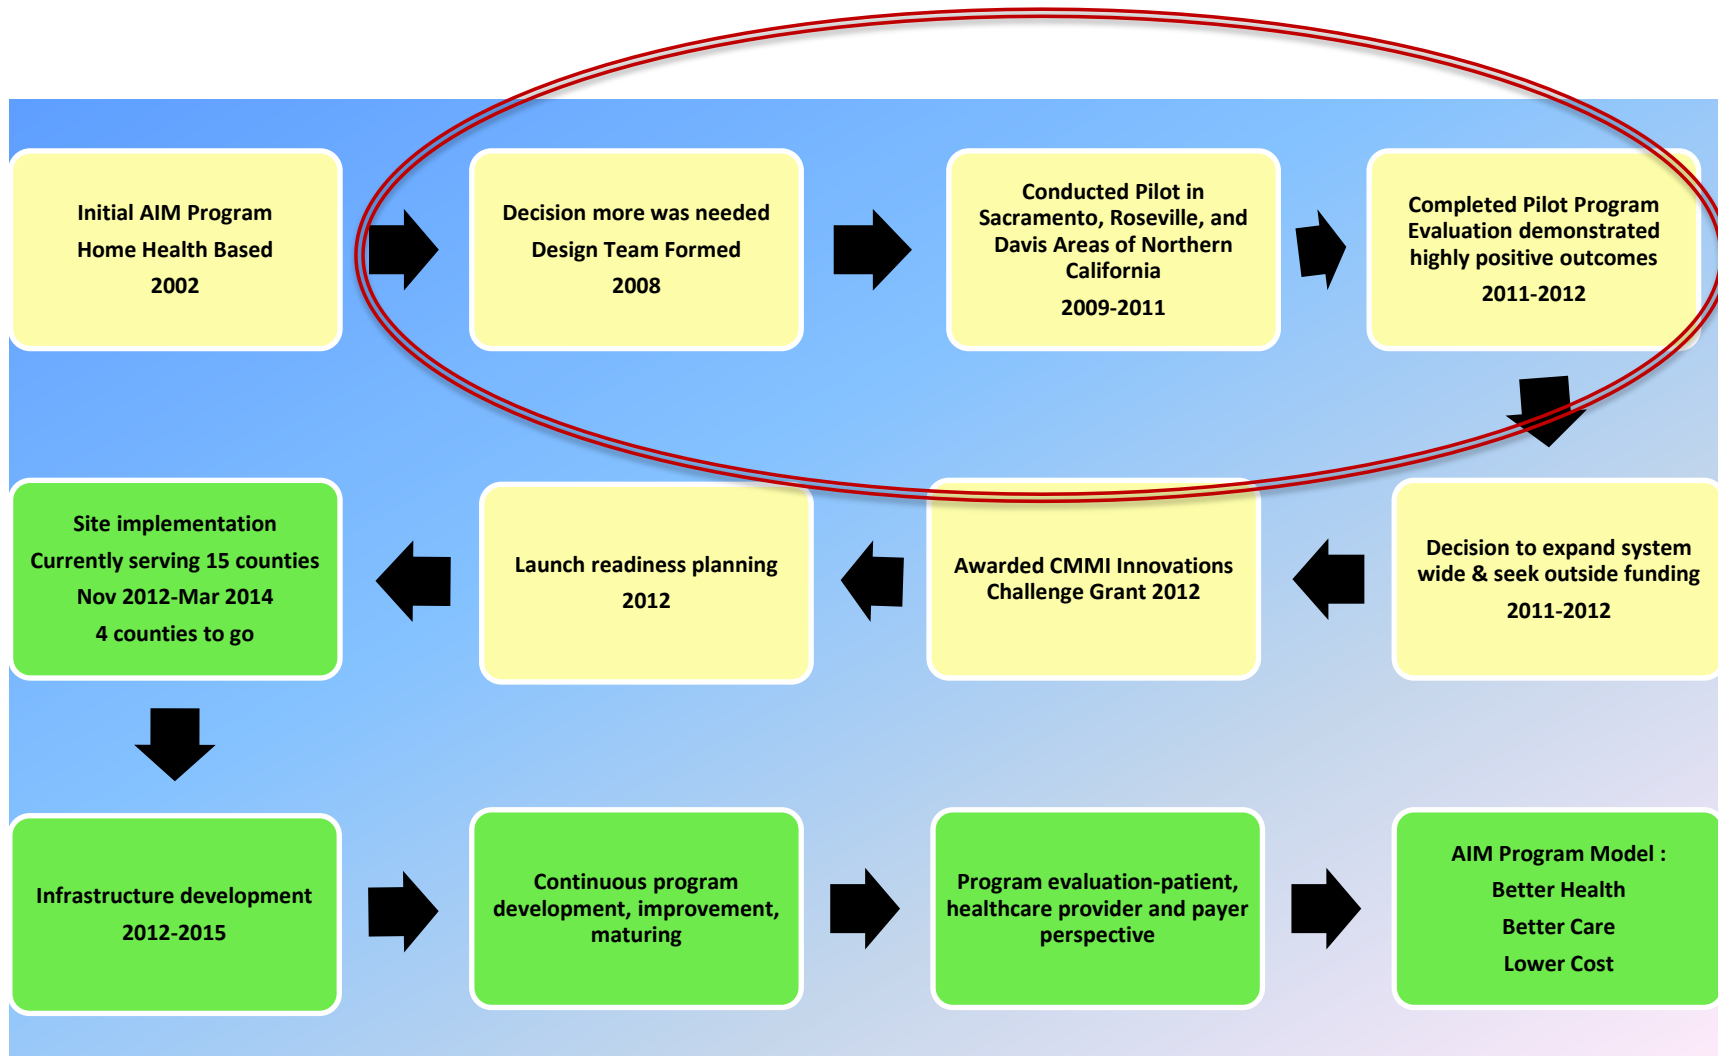 Initial AIM Program
Home Health Based
2002
Decision more was needed
Design Team Formed
2008
Conducted Pilot in
Sacramento, Roseville, and
Davis Areas of Northern
California
2009-2011
Completed Pilot Program
Evaluation demonstrated
highly positive outcomes
2011-2012
Decision to expand system
wide & seek outside funding
2011-2012
Awarded CMMI Innovations
Challenge Grant 2012
Launch readiness planning
2012
Site implementation
Currently serving 15 counties
Nov 2012-Mar 2014
4 counties to go
Infrastructure development
2012-2015
Continuous program
development, improvement,
maturing
Program evaluation-patient,
healthcare provider and payer
perspective
AIM Program Model :
Better Health
Better Care
Lower Cost